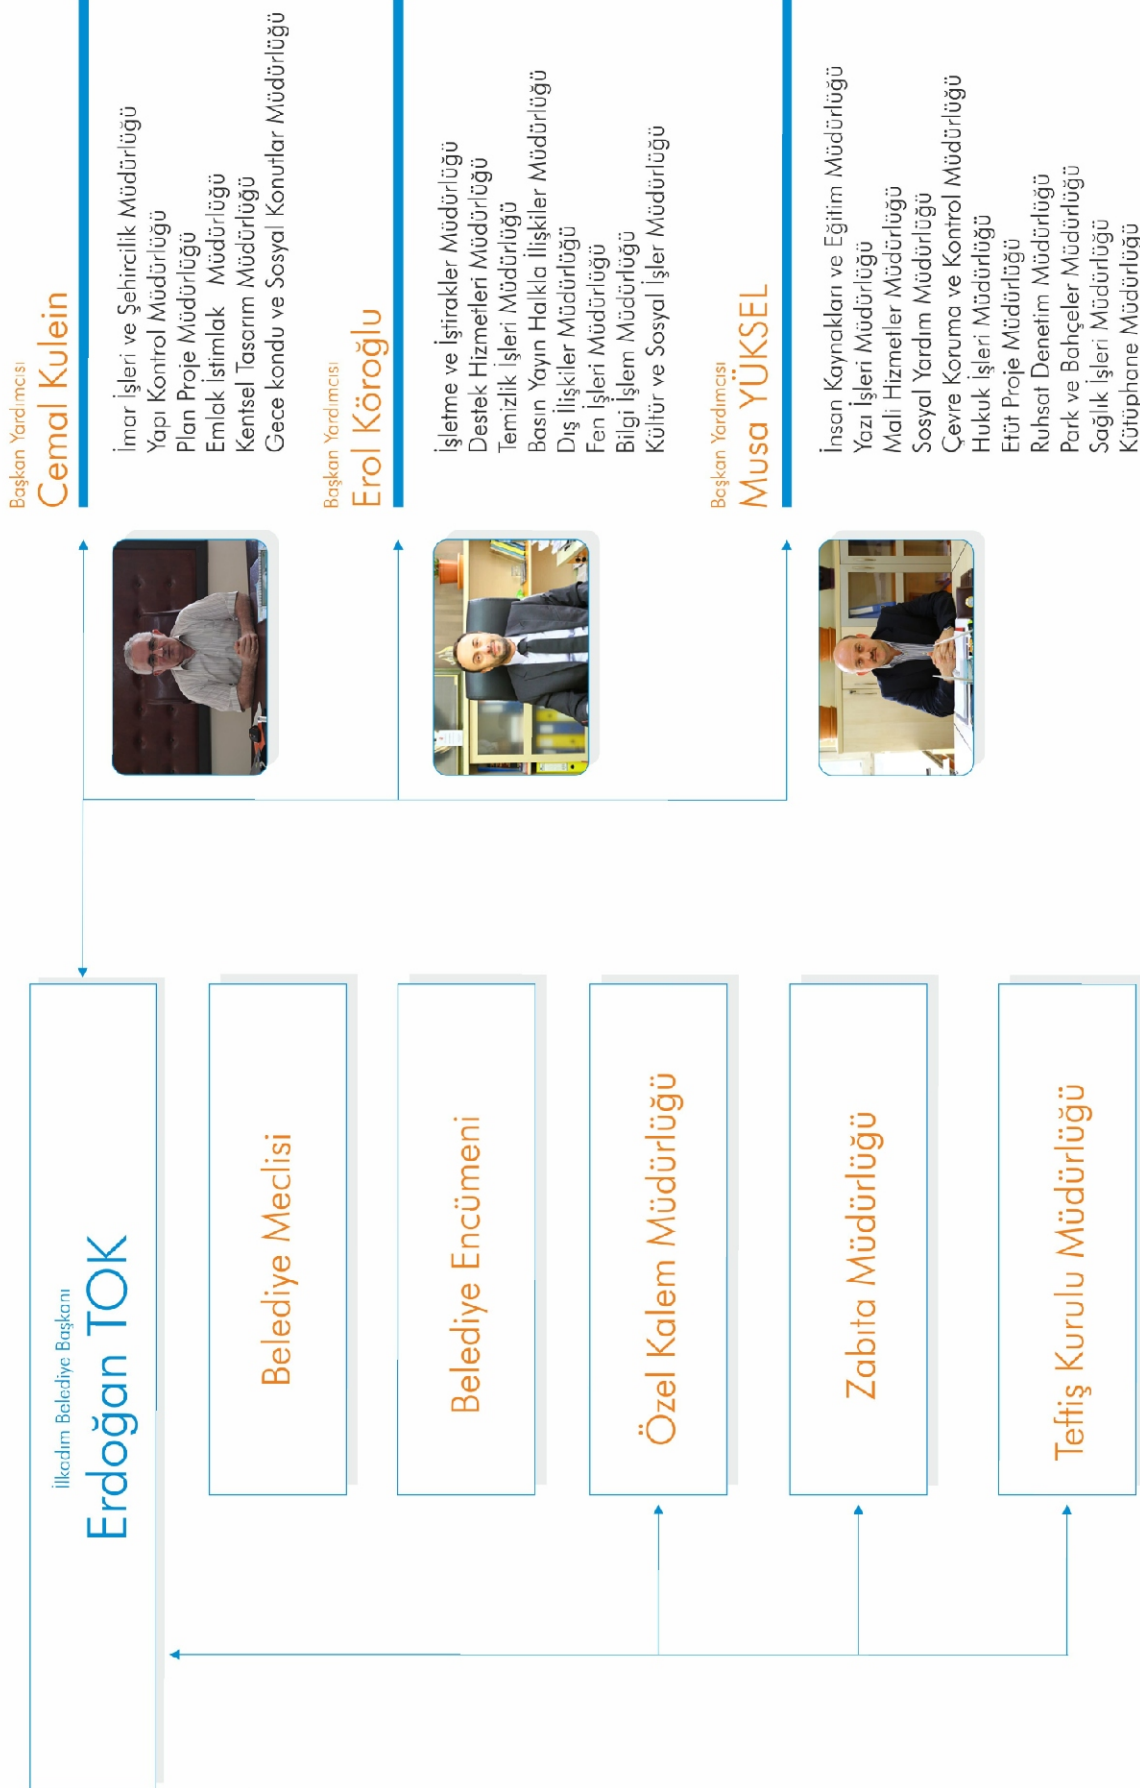 İlkadım Belediye Başkanı
Erdoğan TOK
Belediye Meclisi
Belediye Encümeni
Özel Kalem Müdürlüğü
Zabıta Müdürlüğü
Teftiş Kurulu Müdürlüğü
Başkan Yardımcısı
Cemal Kulein
İmar İşleri ve Şehircilik Müdürlüğü
Yapı Kontrol Müdürlüğü
Plan Proje Müdürlüğü
Emlak İstimlak Müdürlüğü
Kentsel Tasarım Müdürlüğü
Gece kondu ve Sosyal Konutlar Müdürlüğü
Başkan Yardımcısı
Erol Köroğlu
İşletme ve İştirakler Müdürlüğü
Destek Hizmetleri Müdürlüğü
Temizlik İşleri Müdürlüğü
Basın Yayın Halkla İlişkiler Müdürlüğü
Dış İlişkiler Müdürlüğü
Fen İşleri Müdürlüğü
Bilgi İşlem Müdürlüğü
Kültür ve Sosyal İşler Müdürlüğü
Başkan Yardımcısı
Musa YÜKSEL
İnsan Kaynakları ve Eğitim Müdürlüğü
Yazı İşleri Müdürlüğü
Mali Hizmetler Müdürlüğü
Sosyal Yardım Müdürlüğü
Çevre Koruma ve Kontrol Müdürlüğü
Hukuk İşleri Müdürlüğü
Etüt Proje Müdürlüğü
Ruhsat Denetim Müdürlüğü
Park ve Bahçeler Müdürlüğü
Sağlık İşleri Müdürlüğü
Kütüphane Müdürlüğü